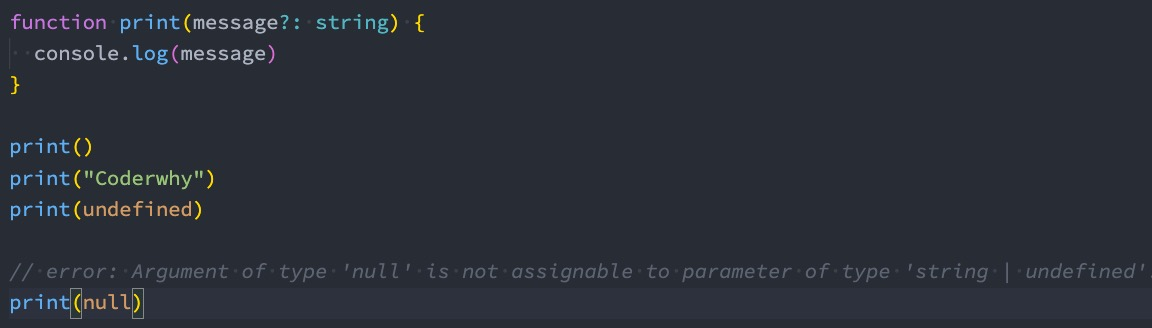 function print(message?: string) {
  console.log(message)
}

print()
print("Coderwhy")
print(undefined)

// error: Argument of type 'null' is not assignable to parameter of type 'string | undefined'.
print(null)